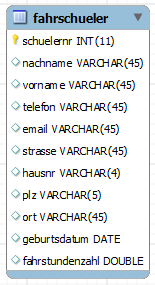 fahrschueler
schuelernr INT(11)
nachname VARCHAR(45)
vorname VARCHAR(45)
telefon VARCHAR(45)
email VARCHAR(45)
strasse VARCHAR(45)
hausnr VARCHAR(4)
plz VARCHAR(5)
ort VARCHAR(45)
geburtsdatum DATE
fahrstundenzahl DOUBLE